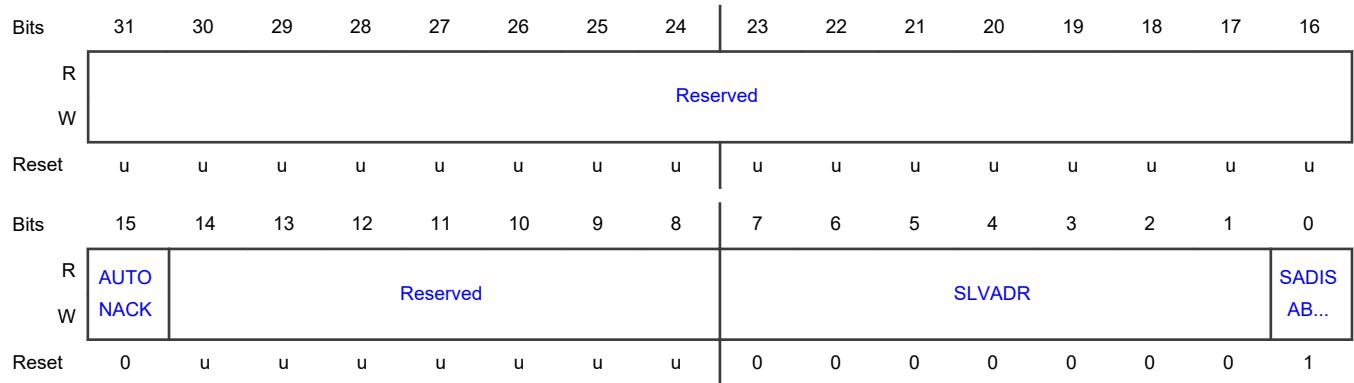 Bits 31 30 29 28 27 26 25 24 23 22 21 20 19 18 17 16
R
Reserved
W
Reset u u u u u u u u u u u u u u u u
Bits 15 14 13 12 11 10 9 8 7 6 5 4 3 2 1 0
R AUTO SADIS
Reserved SLVADR
W NACK AB...
Reset 0 u u u u u u u 0 0 0 0 0 0 0 1